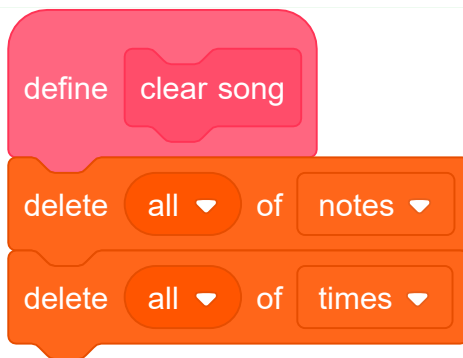 define clear song
delete all of notes
delete all of times